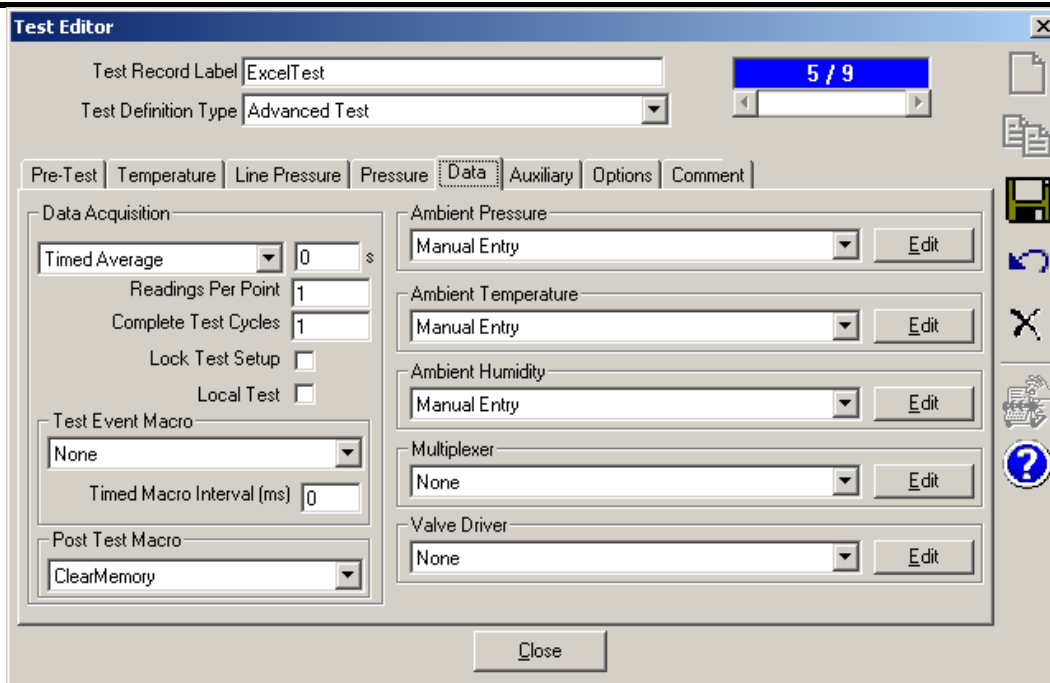 Test Editor
Test Record Label ExcelTest
5 / 9
Test Definition Type Advanced Test
Pre-Test Temperature Line Pressure Pressure Data Auxiliary Options Comment
Data Acquisition
Timed Average 0 s
Readings Per Point 1
Complete Test Cycles 1
Lock Test Setup
Local Test
Test Event Macro
None
Timed Macro Interval (ms) 0
Post Test Macro
ClearMemory
Ambient Pressure
Manual Entry Edit
Ambient Temperature
Manual Entry Edit
Ambient Humidity
Manual Entry Edit
Multiplexer
None Edit
Valve Driver
None Edit
Close